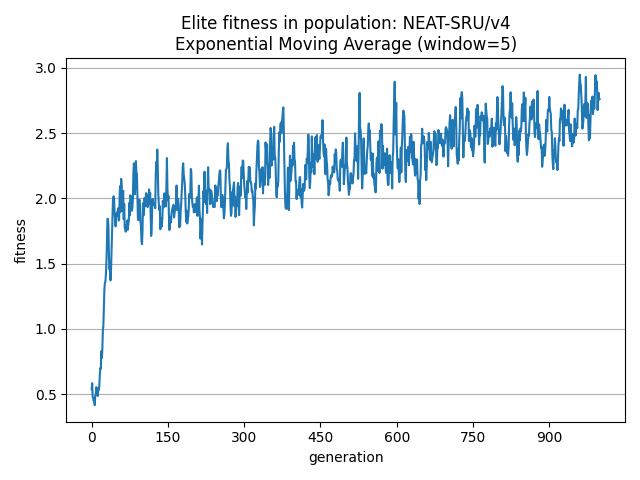 Elite fitness in population: NEAT-SRU/v4
Exponential Moving Average (window=5)
3.0
2.5
2.0
1.5
1.0
0.5
fitness
0 150 300 450 600 750 900
generation